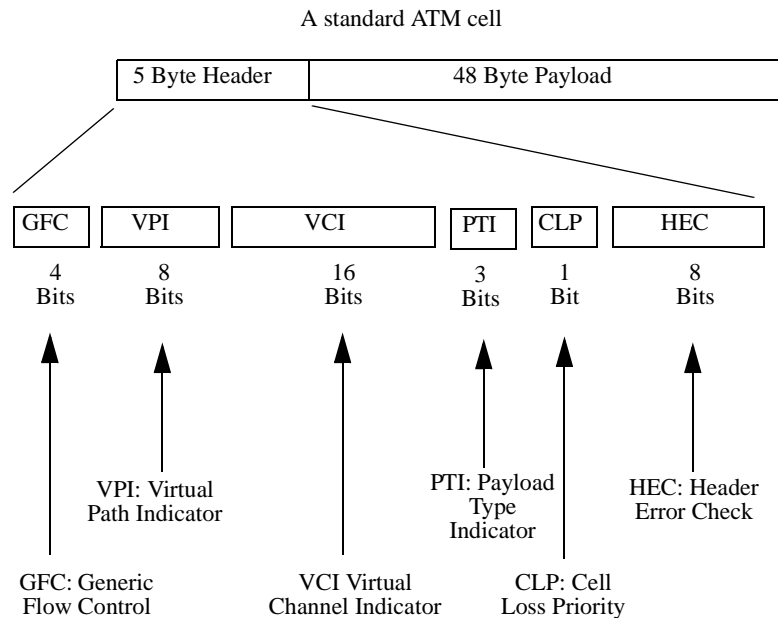 A standard ATM cell
5 Byte Header
48 Byte Payload
GFC
VPI
VCI
PTI
CLP
HEC
4
Bits
8
Bits
16
Bits
3
Bits
1
Bit
8
Bits
VPI: Virtual
Path Indicator
PTI: Payload
Type
Indicator
HEC: Header
Error Check
GFC: Generic
Flow Control
VCI Virtual
Channel Indicator
CLP: Cell
Loss Priority